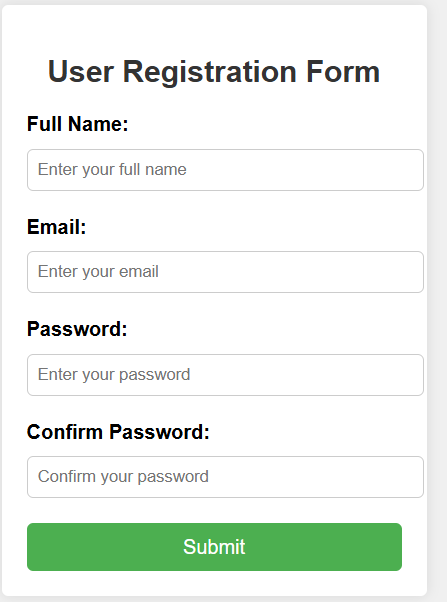 User Registration Form
Full Name:
Enter your full name
Email:
Enter your email
Password:
Enter your password
Confirm Password:
Confirm your password
Submit